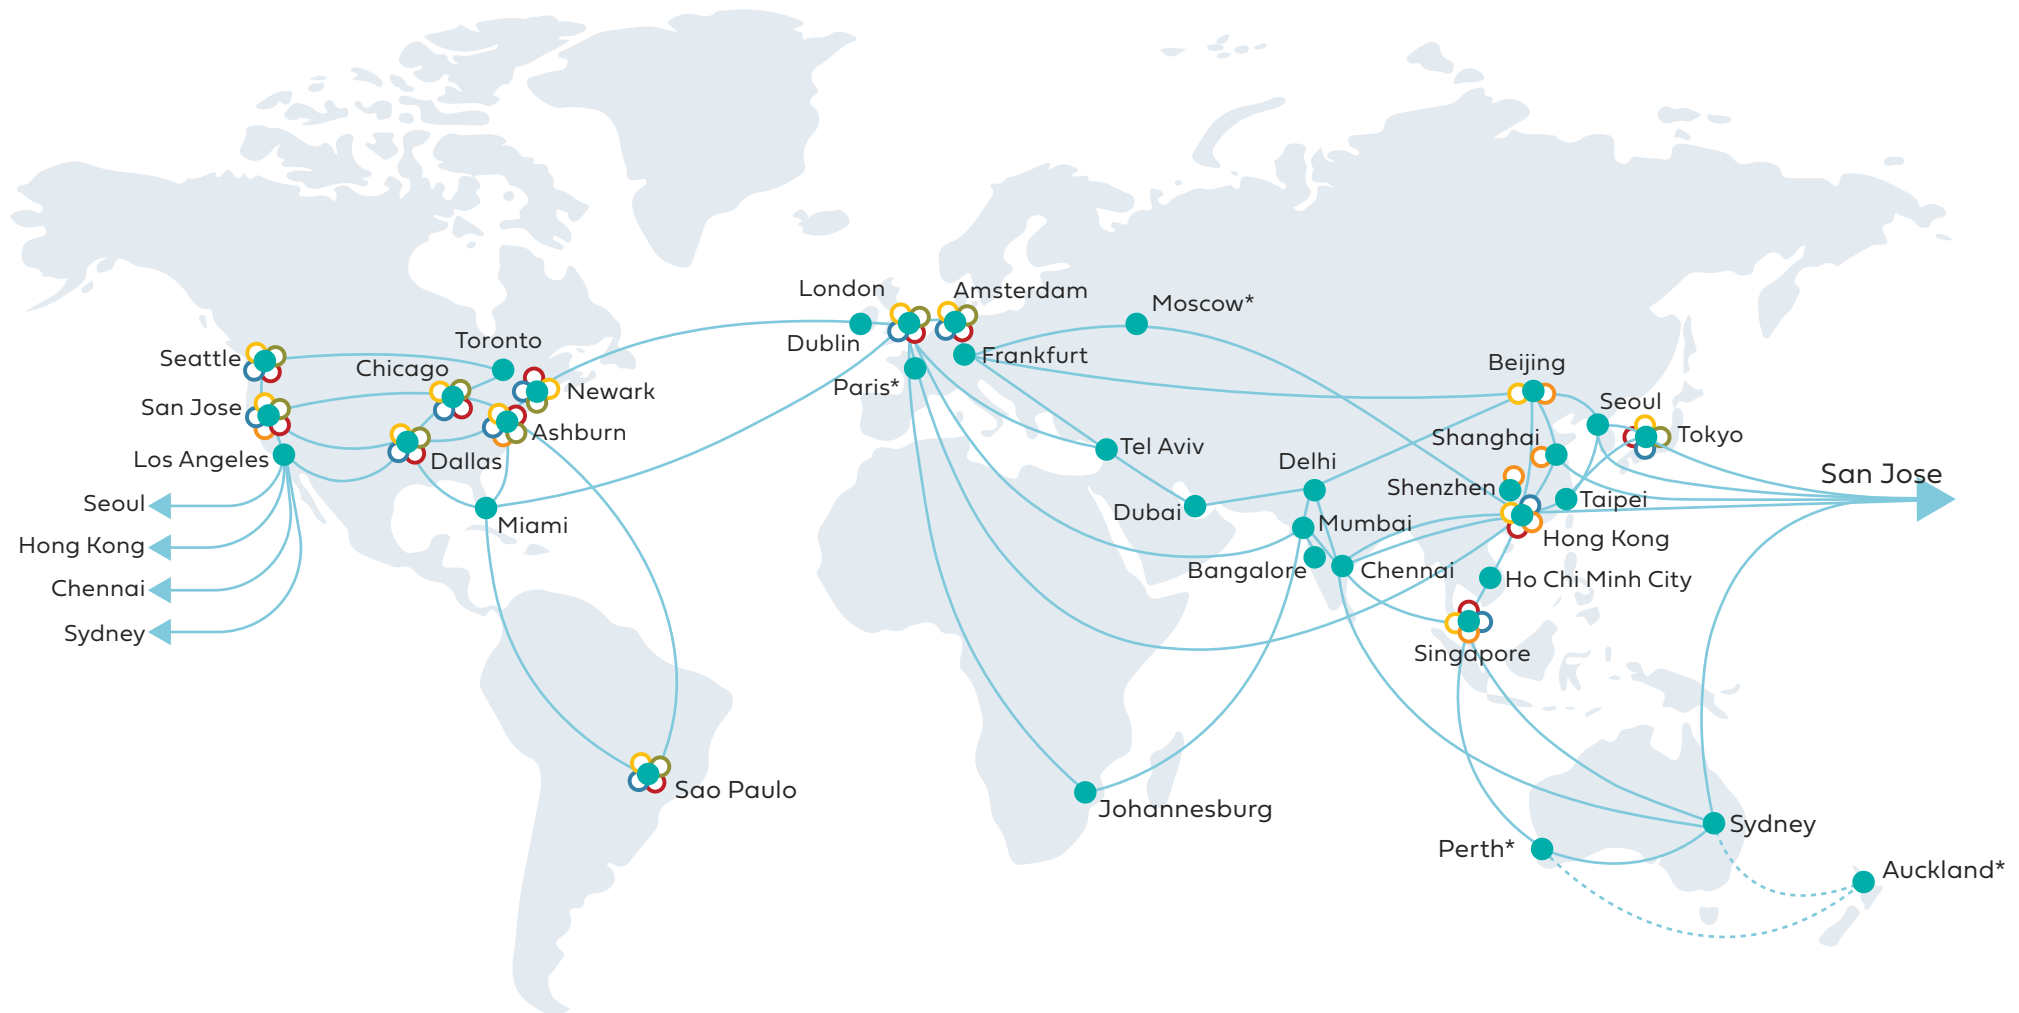 London
Amsterdam
Moscow*
Dublin
Toronto
Seattle
Chicago
Frankfurt
Beijing
Paris*
Newark
San Jose
Seoul
Ashburn
Shanghai
Tokyo
Tel Aviv
Los Angeles
Dallas
Delhi
San Jose
Shenzhen
Seoul
Taipei
Dubai
Miami
Mumbai
Hong Kong
Hong Kong
Bangalore
Chennai
Ho Chi Minh City
Chennai
Sydney
Singapore
Sao Paulo
Johannesburg
Sydney
Perth*
Auckland*